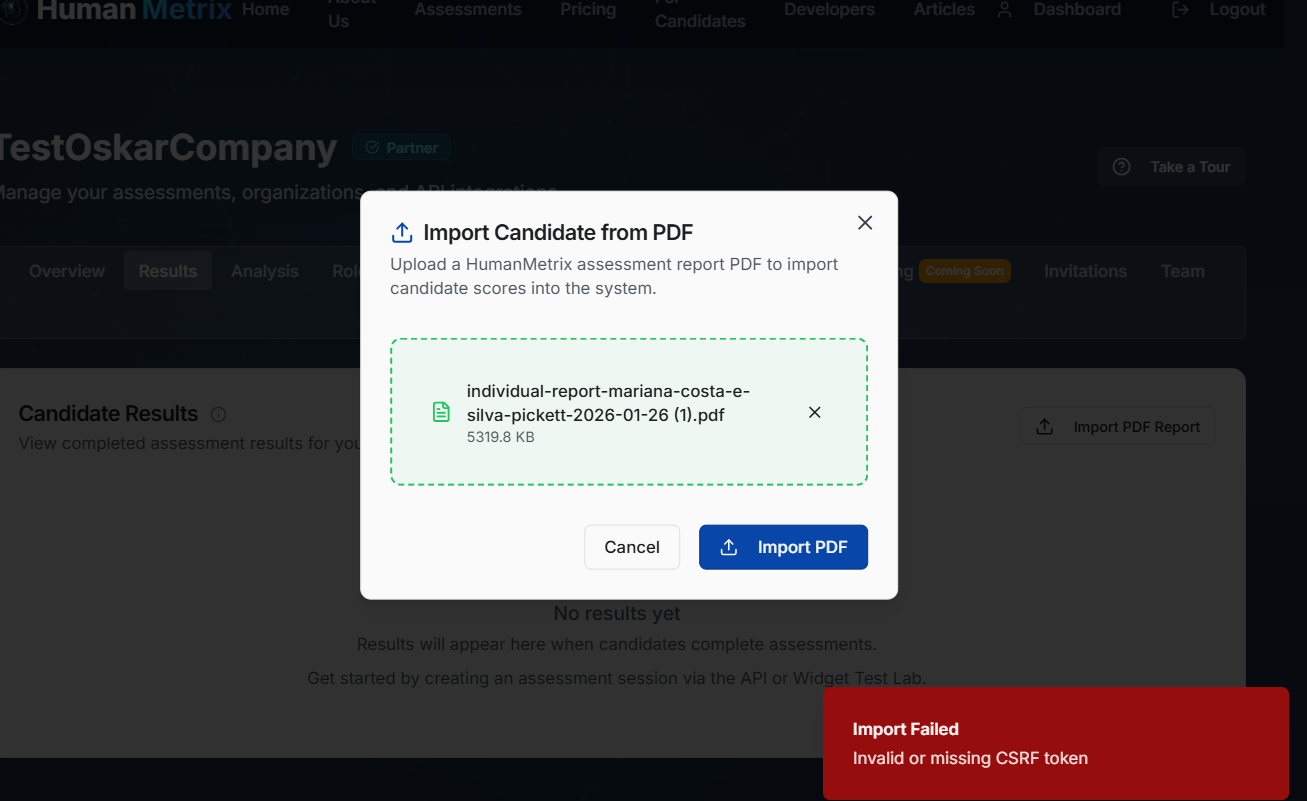 HumanMetrix
Home
About
Us
Assessments
Pricing
For
Candidates
Developers
Articles
Dashboard
Logout
TestOskarCompany
Partner
Manage your assessments, organizations, and API integrations.
Take a Tour
Overview
Results
Analysis
Coming Soon
Invitations
Team
Import Candidate from PDF
Upload a HumanMetrix assessment report PDF to import
candidate scores into the system.
individual-report-mariana-costa-e-
silva-pickett-2026-01-26 (1).pdf
5319.8 KB
Cancel
Import PDF
Candidate Results
View completed assessment results for you
Import PDF Report
No results yet
Results will appear here when candidates complete assessments.
Get started by creating an assessment session via the API or Widget Test Lab.
Import Failed
Invalid or missing CSRF token